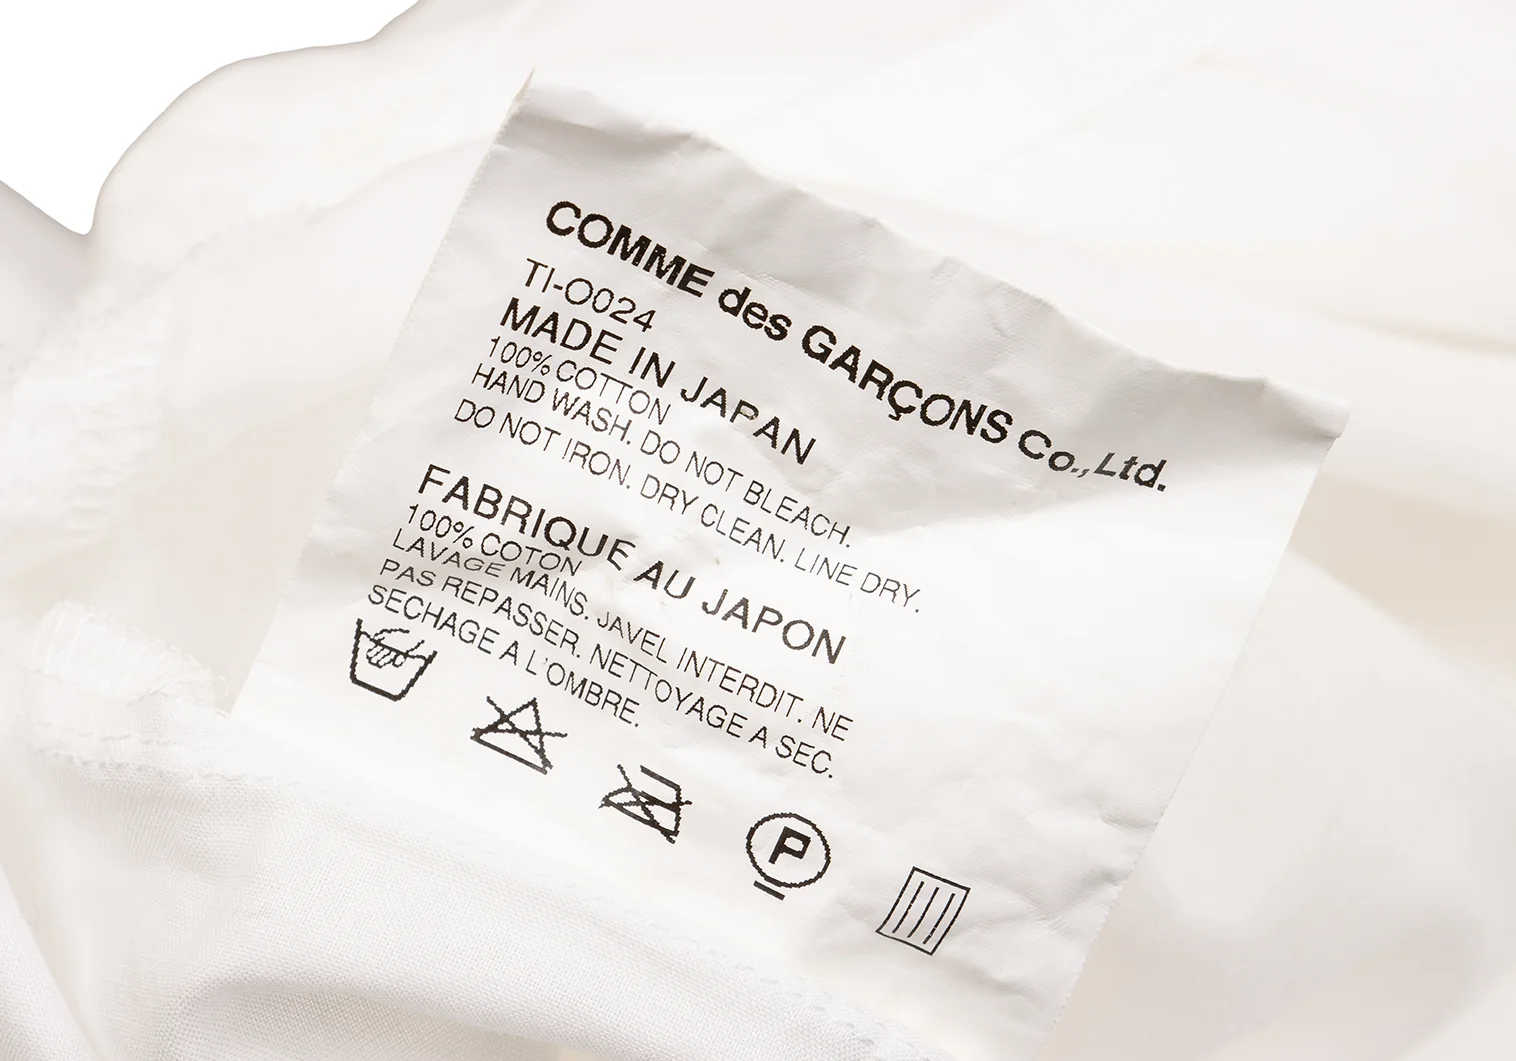 COMME des GARÇONS Co.,Ltd.
TI-O024
MADE IN JAPAN
100% COTTON
HAND WASH. DO NOT BLEACH.
DO NOT IRON. DRY CLEAN. LINE DRY.
FABRIQUE AU JAPON
100% COTON
LAVAGE MAINS. JAVEL INTERDIT. NE
PAS REPASSER. NETTOYAGE A SEC.
SECHAGE A L'OMBRE.
P